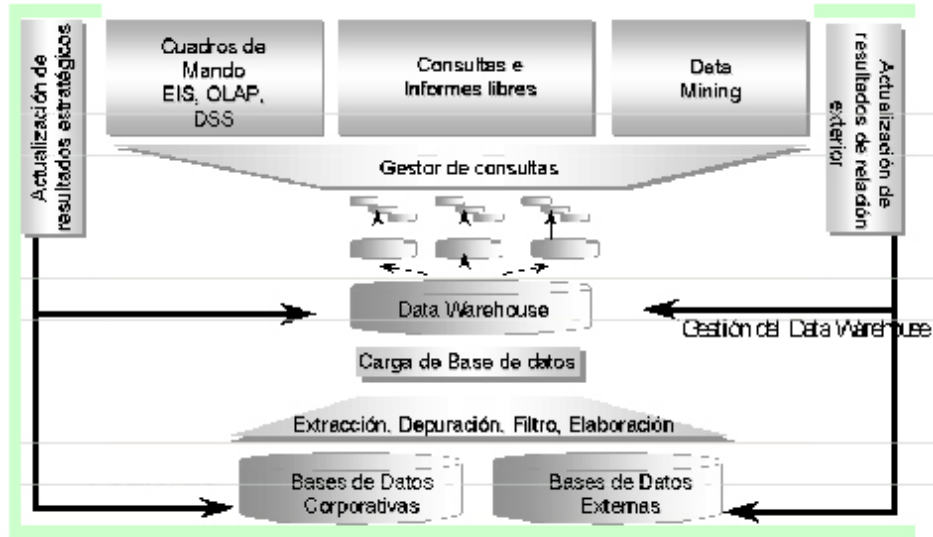 Actualización de
resultados estratégicos
Cuadros de
Mando
EIS, OLAP,
DSS
Consultas e
Informes libres
Data
Mining
Actualización de
resultados de relación
exterior
Gestor de consultas
Data Warehouse
Gestión del Data Warehouse
Carga de Base de datos
Extracción, Depuración, Filtro, Elaboración
Bases de Datos
Corporativas
Bases de Datos
Externas